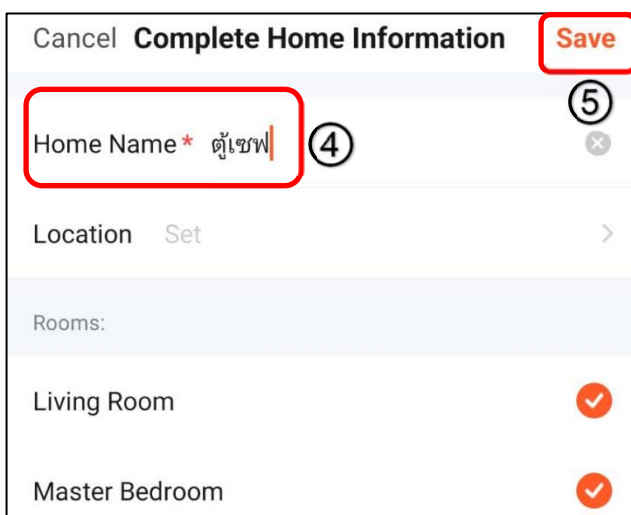 Cancel Complete Home Information Save
⑤
Home Name * ตู้เซฟ ④
Location Set
Rooms:
Living Room
Master Bedroom